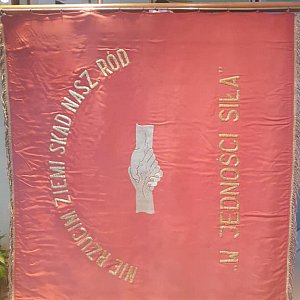 NIE RZUCIM ZIEMI SKĄD NASZ RÓD
„W JEDNOŚCI SIŁA”